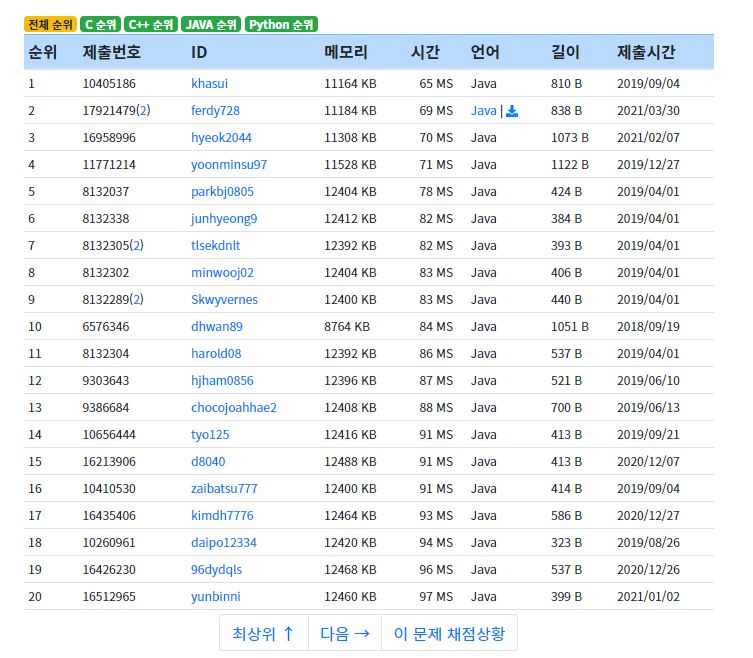 전체 순위 C 순위 C++ 순위 JAVA 순위 Python 순위
순위 제출번호 ID 메모리 시간 언어 길이 제출시간
1 10405186 khasui 11164 KB 65 MS Java 810 B 2019/09/04
2 17921479(2) ferdy728 11184 KB 69 MS Java | 838 B 2021/03/30
3 16958996 hyeok2044 11308 KB 70 MS Java 1073 B 2021/02/07
4 11771214 yoonminsu97 11528 KB 71 MS Java 1122 B 2019/12/27
5 8132037 parkbj0805 12404 KB 78 MS Java 424 B 2019/04/01
6 8132338 junhyeong9 12412 KB 82 MS Java 384 B 2019/04/01
7 8132305(2) tlsekdnlt 12392 KB 82 MS Java 393 B 2019/04/01
8 8132302 minwooj02 12404 KB 83 MS Java 406 B 2019/04/01
9 8132289(2) Skwyvernes 12400 KB 83 MS Java 440 B 2019/04/01
10 6576346 dhwan89 8764 KB 84 MS Java 1051 B 2018/09/19
11 8132304 harold08 12392 KB 86 MS Java 537 B 2019/04/01
12 9303643 hjham0856 12396 KB 87 MS Java 521 B 2019/06/10
13 9386684 chocojoahhae2 12408 KB 88 MS Java 700 B 2019/06/13
14 10656444 tyo125 12416 KB 91 MS Java 413 B 2019/09/21
15 16213906 d8040 12488 KB 91 MS Java 413 B 2020/12/07
16 10410530 zaibatsu777 12400 KB 91 MS Java 414 B 2019/09/04
17 16435406 kimdh7776 12464 KB 93 MS Java 586 B 2020/12/27
18 10260961 daipo12334 12420 KB 94 MS Java 323 B 2019/08/26
19 16426230 96dydqls 12468 KB 96 MS Java 537 B 2020/12/26
20 16512965 yunbinni 12460 KB 97 MS Java 399 B 2021/01/02
최상위 ↑ 다음 → 이 문제 채점상황